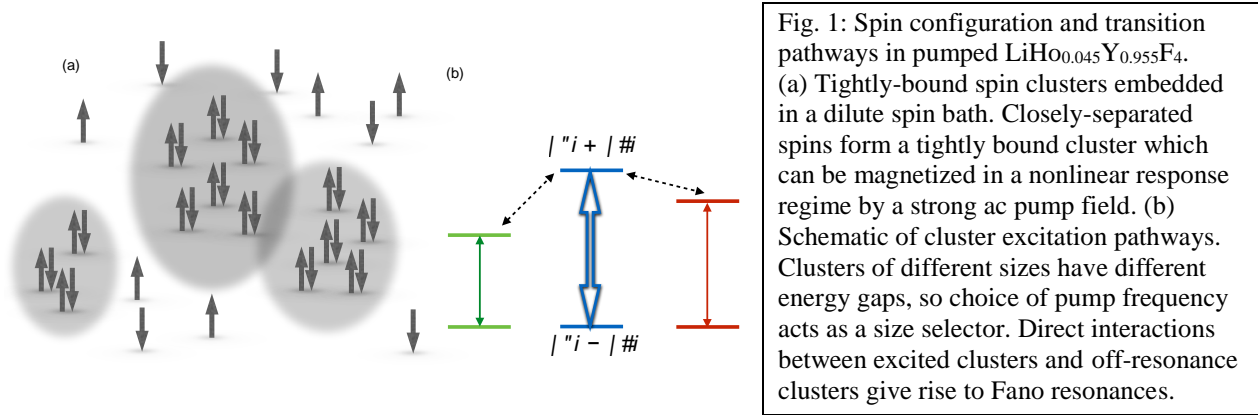 (a)
(b)
| "i + | #i
| "i − | #i
Fig. 1: Spin configuration and transition
pathways in pumped LiHo0.045Y0.955F4.
(a) Tightly-bound spin clusters embedded
in a dilute spin bath. Closely-separated
spins form a tightly bound cluster which
can be magnetized in a nonlinear response
regime by a strong ac pump field. (b)
Schematic of cluster excitation pathways.
Clusters of different sizes have different
energy gaps, so choice of pump frequency
acts as a size selector. Direct interactions
between excited clusters and off-resonance
clusters give rise to Fano resonances.